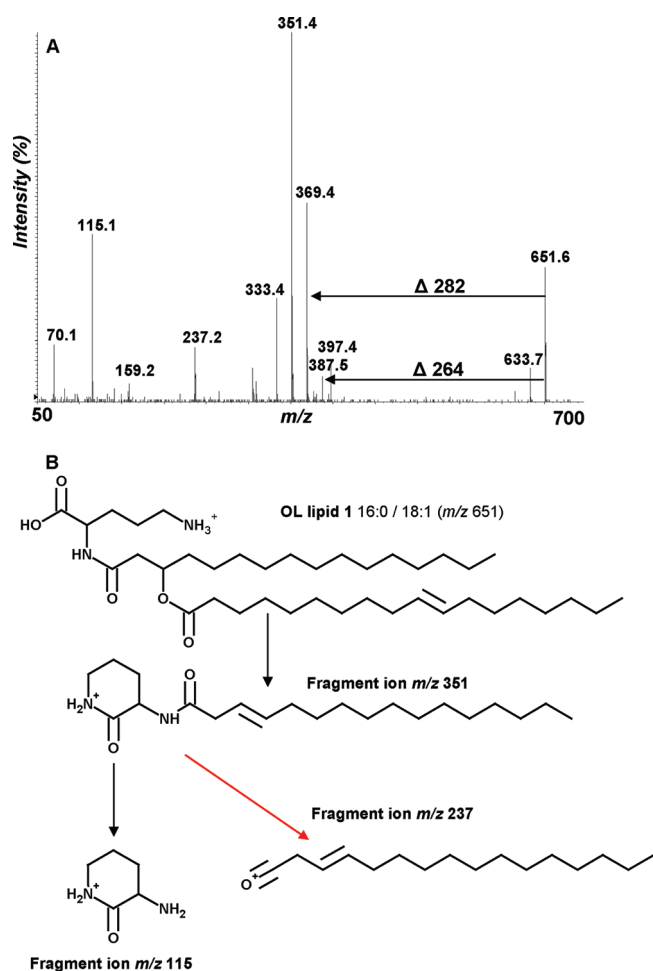 A
Intensity (%)
351.4
369.4
115.1
651.6
333.4
Δ 282
70.1
237.2
397.4
159.2
387.5
Δ 264
633.7
50
m/z
700
B
O
HO
NH3+
OL lipid 1 16:0 / 18:1 (m/z 651)
HN
O
O
O
Fragment ion m/z 351
O
H2N+
NH
O
Fragment ion m/z 237
O+
H2N+
NH2
O
Fragment ion m/z 115